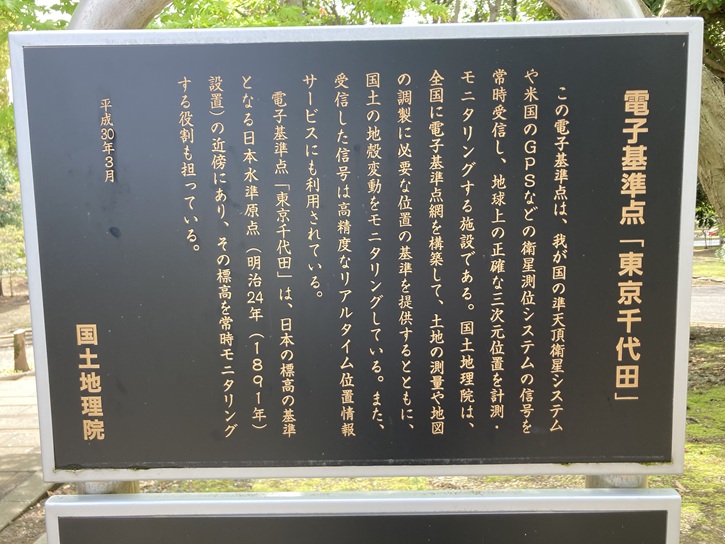 電子基準点「東京千代田」
この電子基準点は、我が国の準天頂衛星システム
や米国のGPSなどの衛星測位システムの信号を
常時受信し、地球上の正確な三次元位置を計測・
モニタリングする施設である。国土地理院は、
全国に電子基準点網を構築して、土地の測量や地図
の調製に必要な位置の基準を提供するとともに、
国土の地殻変動をモニタリングしている。また、
受信した信号は高精度なリアルタイム位置情報
サービスにも利用されている。
電子基準点「東京千代田」は、日本の標高の基準
となる日本水準原点(明治24年(1891年)
設置)の近傍にあり、その標高を常時モニタリング
する役割も担っている。
平成30年3月
国土地理院